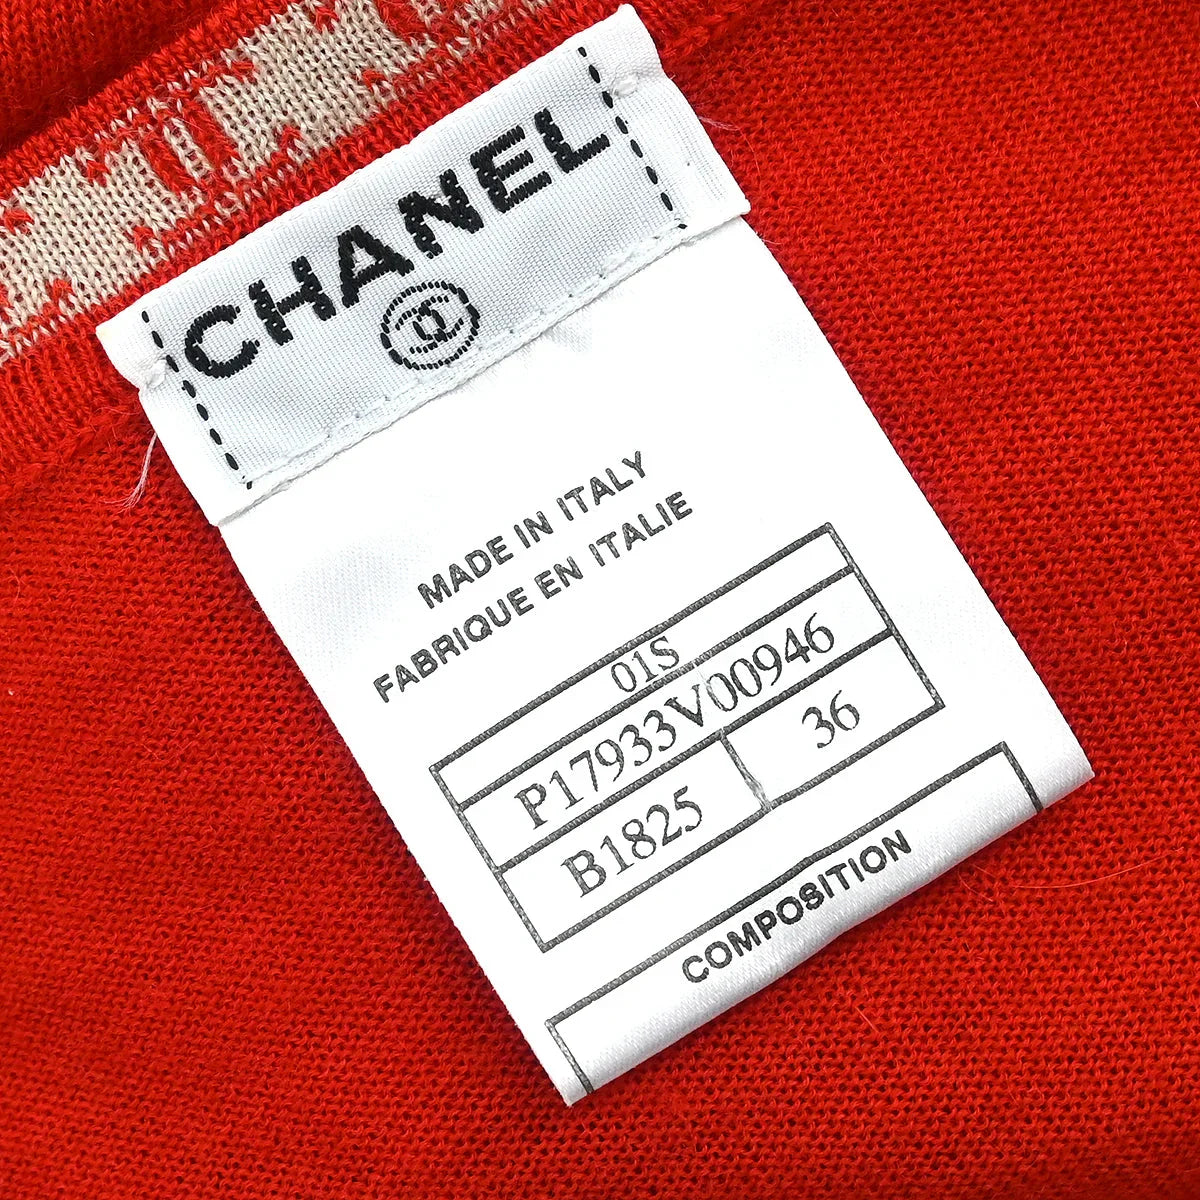 CHANEL
MADE IN ITALY
FABRIQUE EN ITALIE
01S
P17933V00946
B1825 36
COMPOSITION